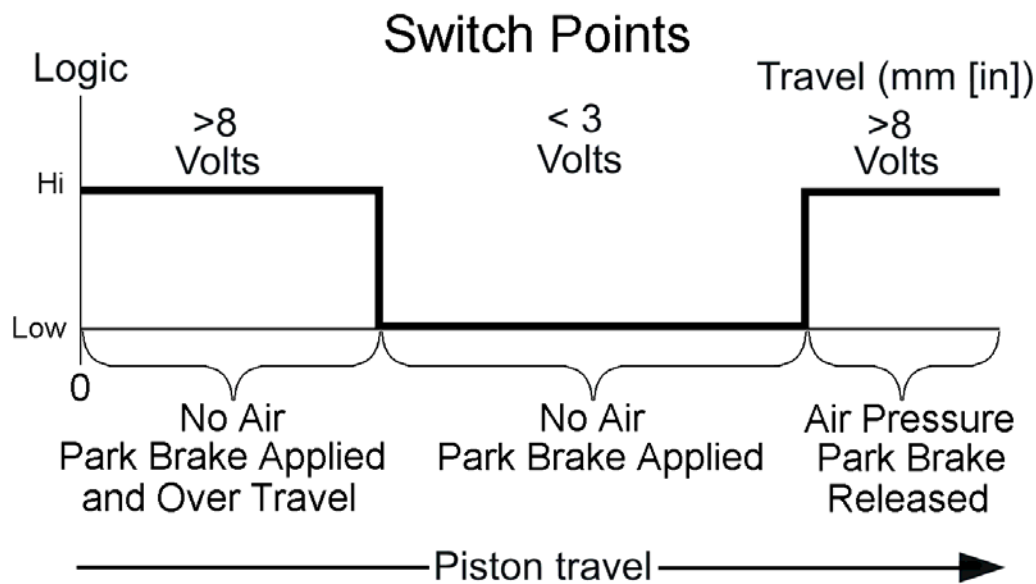 Switch Points
Logic
Travel (mm [in])
>8
Volts
< 3
Volts
>8
Volts
Hi
Low
0
No Air
Park Brake Applied
and Over Travel
No Air
Park Brake Applied
Air Pressure
Park Brake
Released
Piston travel